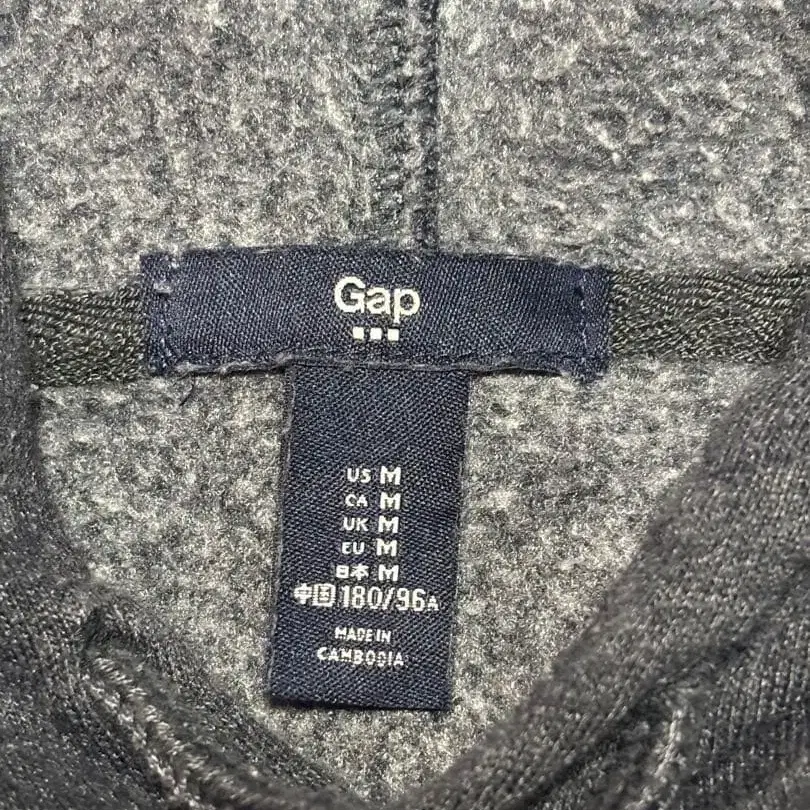 Gap
US M
CA M
UK M
EU M
日本 M
中国 180/96A
MADE IN
CAMBODIA